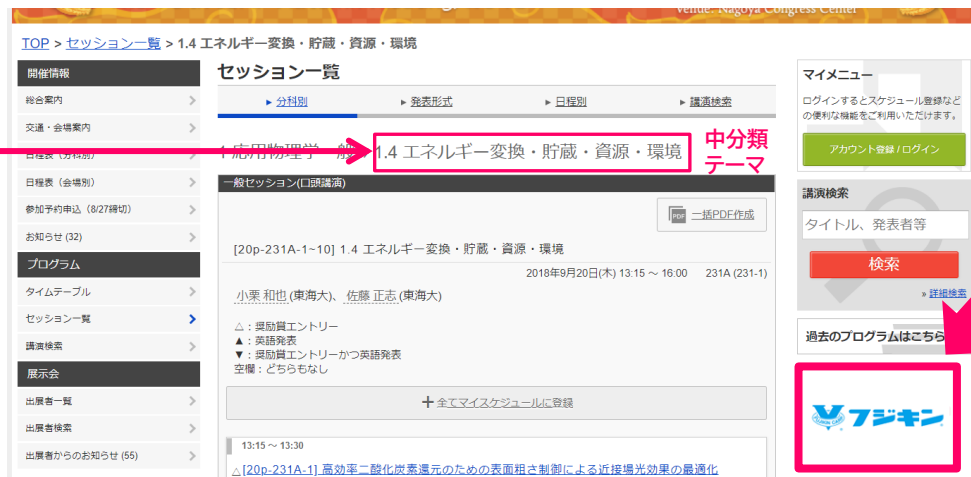 Venue: Nagoya Congress Center
TOP > セッション一覧 > 1.4 エネルギー変換・貯蔵・資源・環境
開催情報
総合案内
交通・会場案内
日程表（分科別）
日程表（会場別）
参加予約申込（8/27締切）
お知らせ (32)
プログラム
タイムテーブル
セッション一覧
講演検索
展示会
出展者一覧
出展者検索
出展者からのお知らせ (55)
セッション一覧
▶ 分科別
▶ 発表形式
▶ 日程別
▶ 講演検索
1 応用物理学一般 1.4 エネルギー変換・貯蔵・資源・環境
中分類
テーマ
一般セッション(口頭講演)
PDF 一括PDF作成
[20p-231A-1~10] 1.4 エネルギー変換・貯蔵・資源・環境
2018年9月20日(木) 13:15 ～ 16:00 231A (231-1)
小栗 和也(東海大)、 佐藤 正志(東海大)
△：奨励賞エントリー
▲：英語発表
▼：奨励賞エントリーかつ英語発表
空欄：どちらもなし
＋全てマイスケジュールに登録
13:15 ～ 13:30
△[20p-231A-1] 高効率二酸化炭素還元のための表面粗さ制御による近接場光効果の最適化
マイメニュー
ログインするとスケジュール登録など
の便利な機能をご利用いただけます。
アカウント登録 / ログイン
講演検索
タイトル、発表者等
検索
» 詳細検索
過去のプログラムはこちら
フジキン